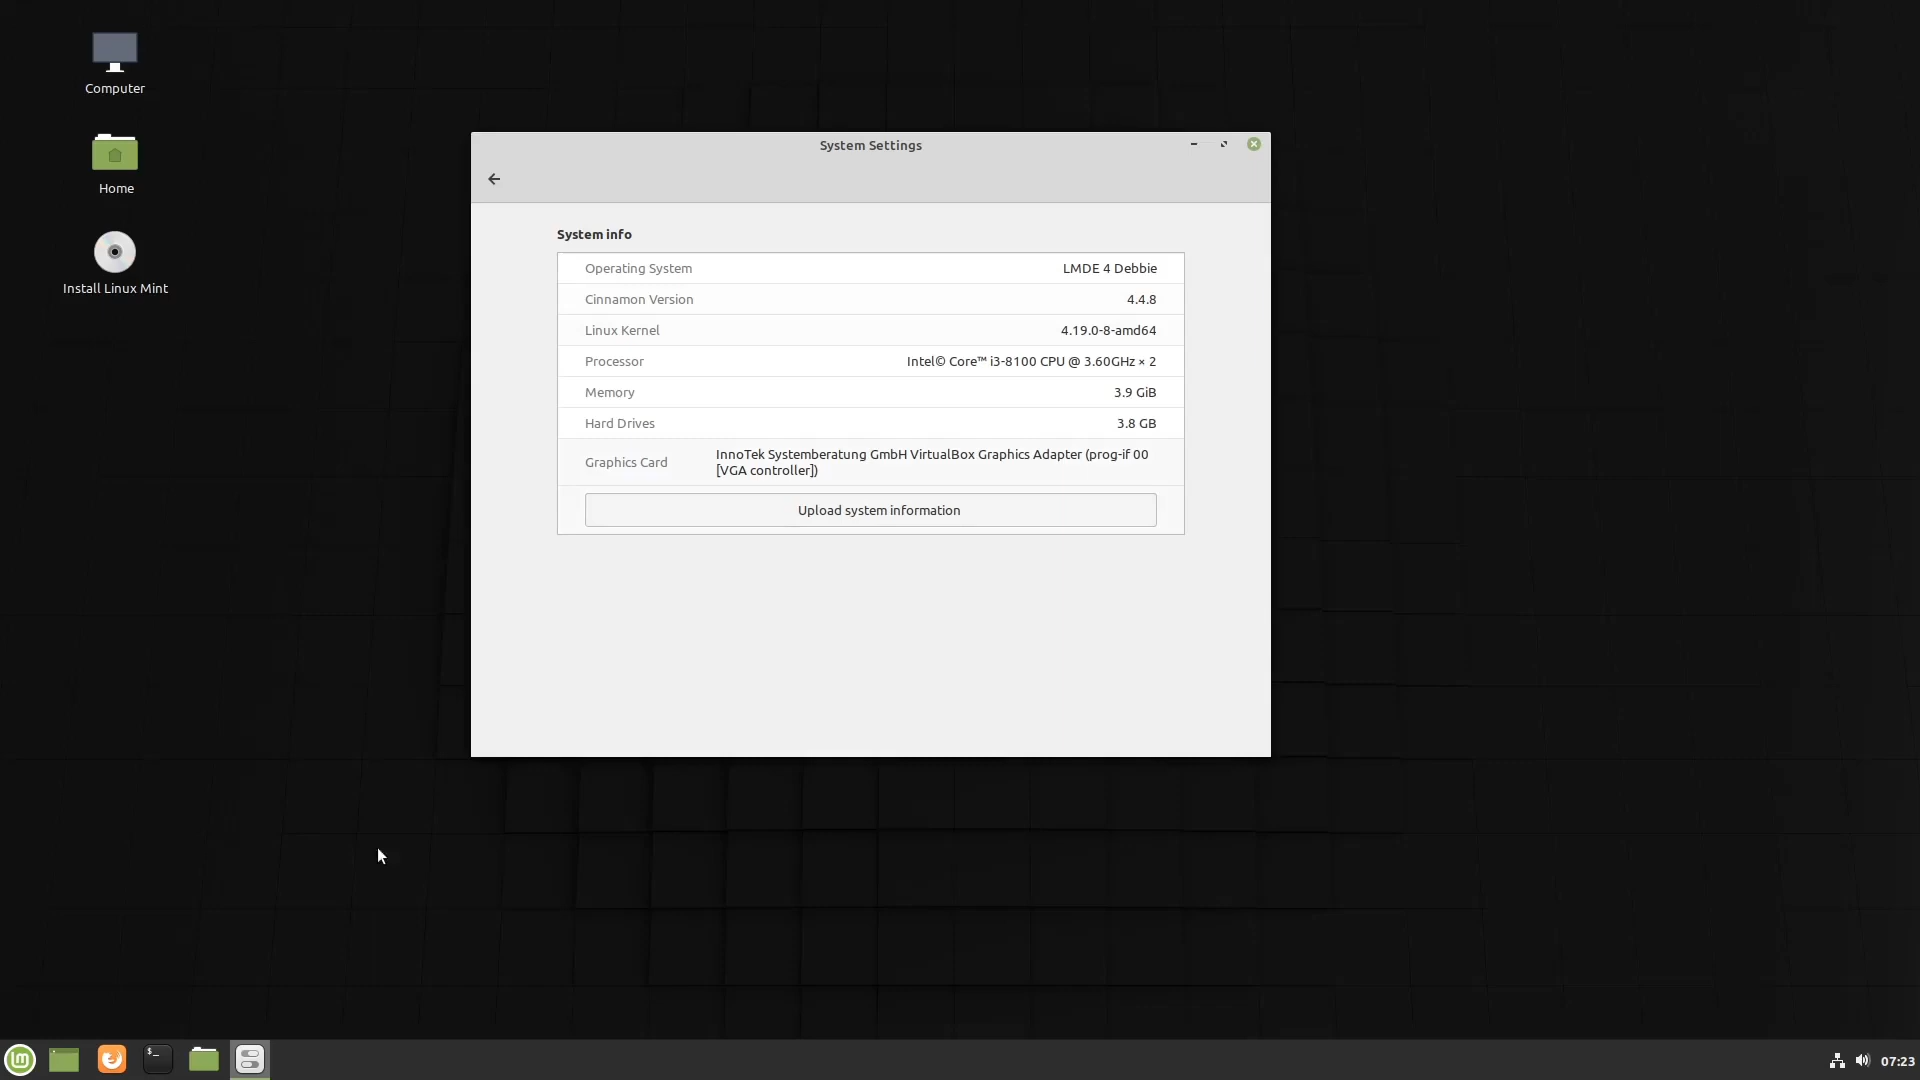 Computer
Home
Install Linux Mint
System Settings
System info
Operating System LMDE 4 Debbie
Cinnamon Version 4.4.8
Linux Kernel 4.19.0-8-amd64
Processor Intel© Core™ i3-8100 CPU @ 3.60GHz × 2
Memory 3.9 GiB
Hard Drives 3.8 GB
Graphics Card InnoTek Systemberatung GmbH VirtualBox Graphics Adapter (prog-if 00
[VGA controller])
Upload system information
07:23